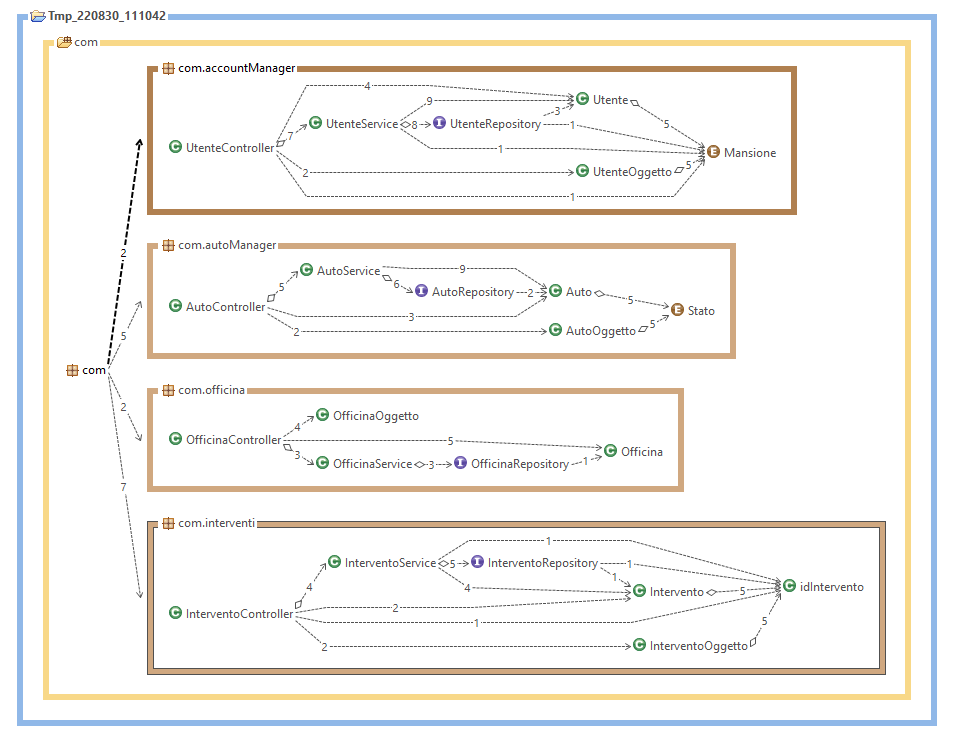 Tmp_220830_111042
com
com.accountManager
4
9
Utente
3
UtenteService
8
UtenteRepository
1
5
7
UtenteController
1
Mansione
2
UtenteOggetto
5
1
2
com.autoManager
AutoService
9
5
6
AutoRepository
2
Auto
5
AutoController
3
Stato
2
AutoOggetto
5
5
com
com.officina
OfficinaOggetto
4
2
OfficinaController
5
Officina
3
OfficinaService
3
OfficinaRepository
1
7
com.interventi
1
InterventoService
5
InterventoRepository
1
1
4
4
Intervento
5
idIntervento
2
InterventoController
1
5
2
InterventoOggetto